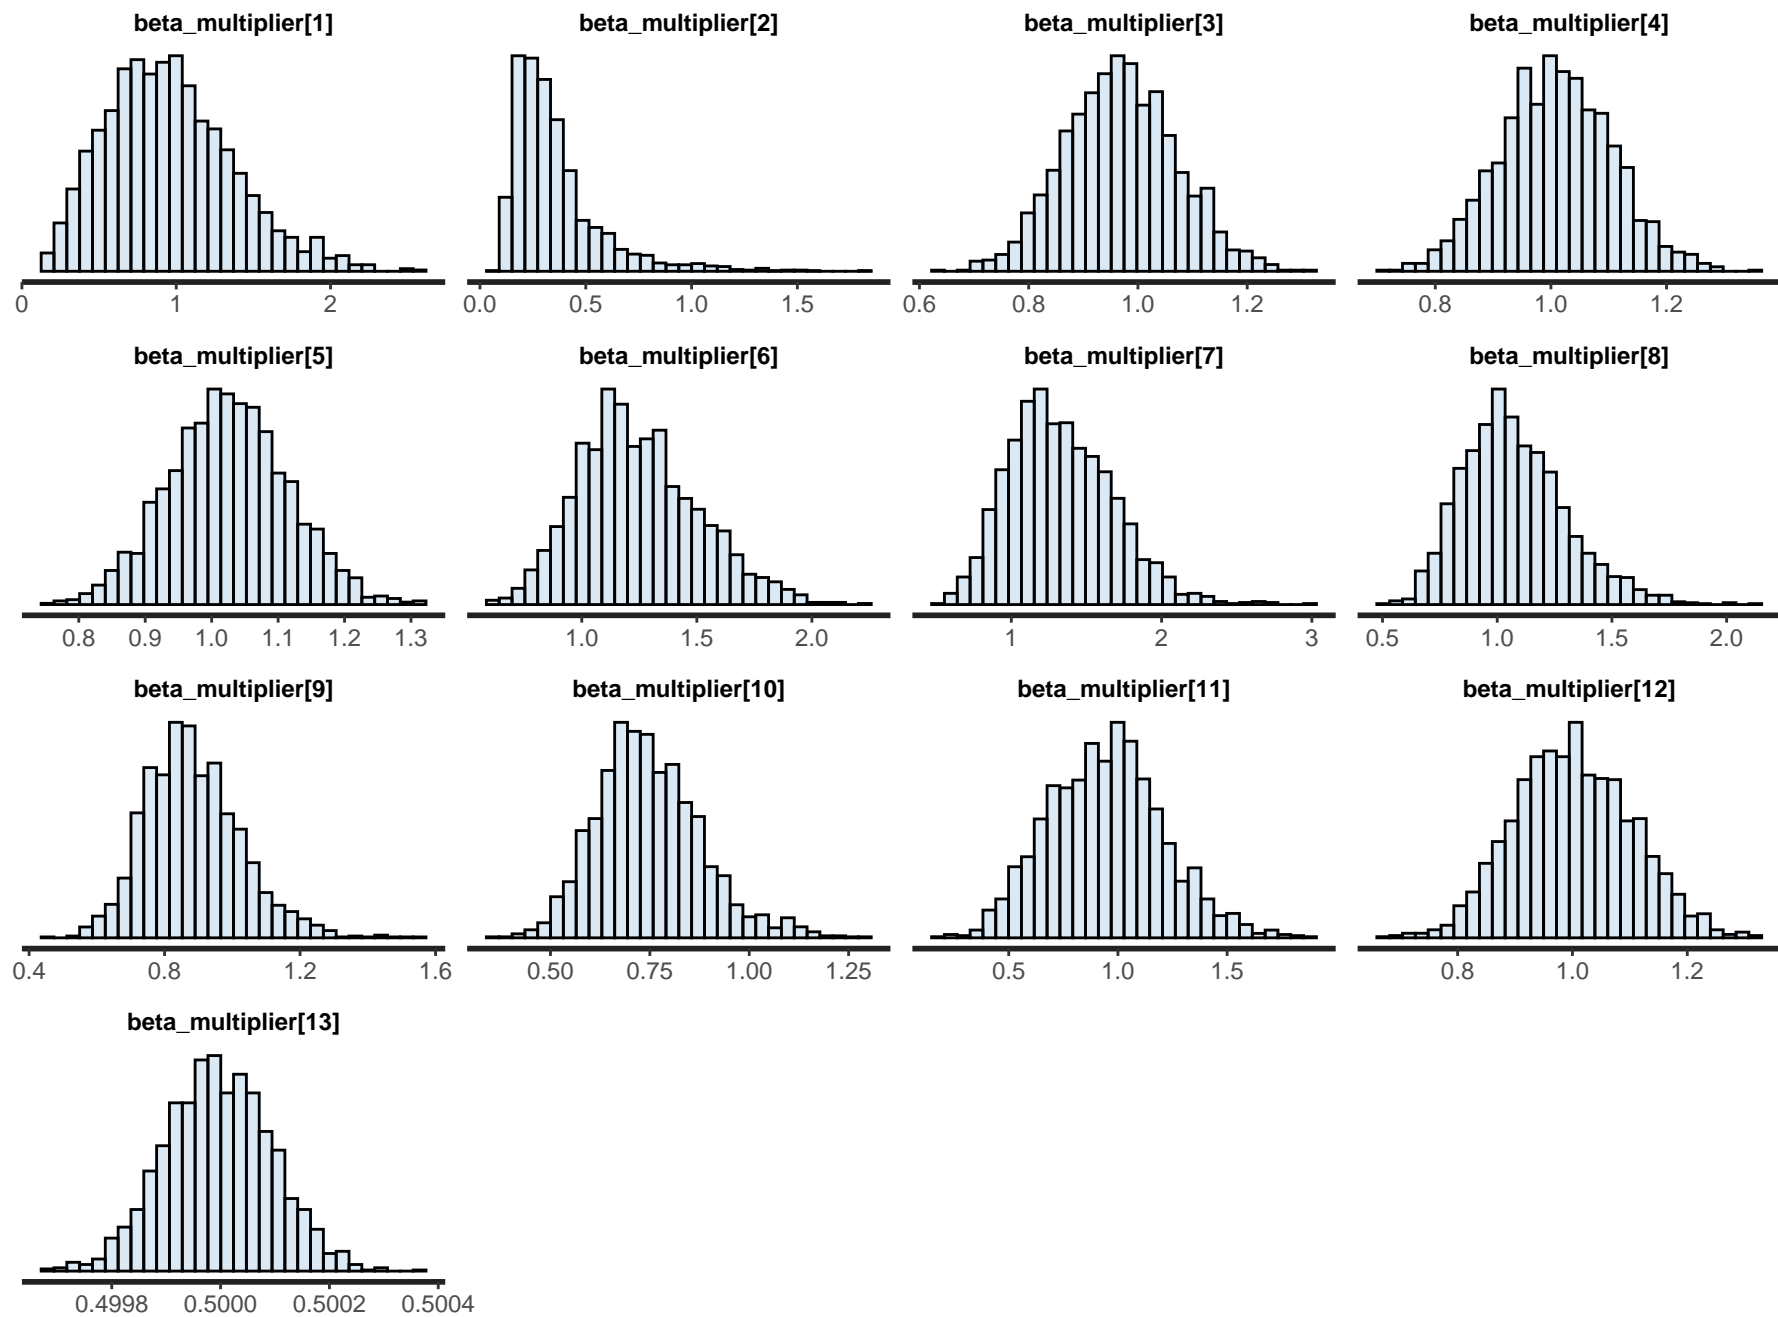 beta_multiplier[1] beta_multiplier[2] beta_multiplier[3] beta_multiplier[4]
0 1 2 0.0 0.5 1.0 1.5 0.6 0.8 1.0 1.2 0.8 1.0 1.2
beta_multiplier[5] beta_multiplier[6] beta_multiplier[7] beta_multiplier[8]
0.8 0.9 1.0 1.1 1.2 1.3 1.0 1.5 2.0 1 2 3 0.5 1.0 1.5 2.0
beta_multiplier[9] beta_multiplier[10] beta_multiplier[11] beta_multiplier[12]
0.4 0.8 1.2 1.6 0.50 0.75 1.00 1.25 0.5 1.0 1.5 0.8 1.0 1.2
beta_multiplier[13]
0.4998 0.5000 0.5002 0.5004